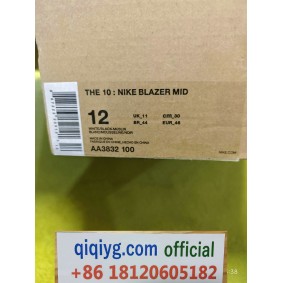 THE 10 : NIKE BLAZER MID
12
UK_11
CM_30
BR_44
EUR_46
WHITE/BLACK-MUSLIN
AA3832 100
qiqiyg.com official
+86 18120605182